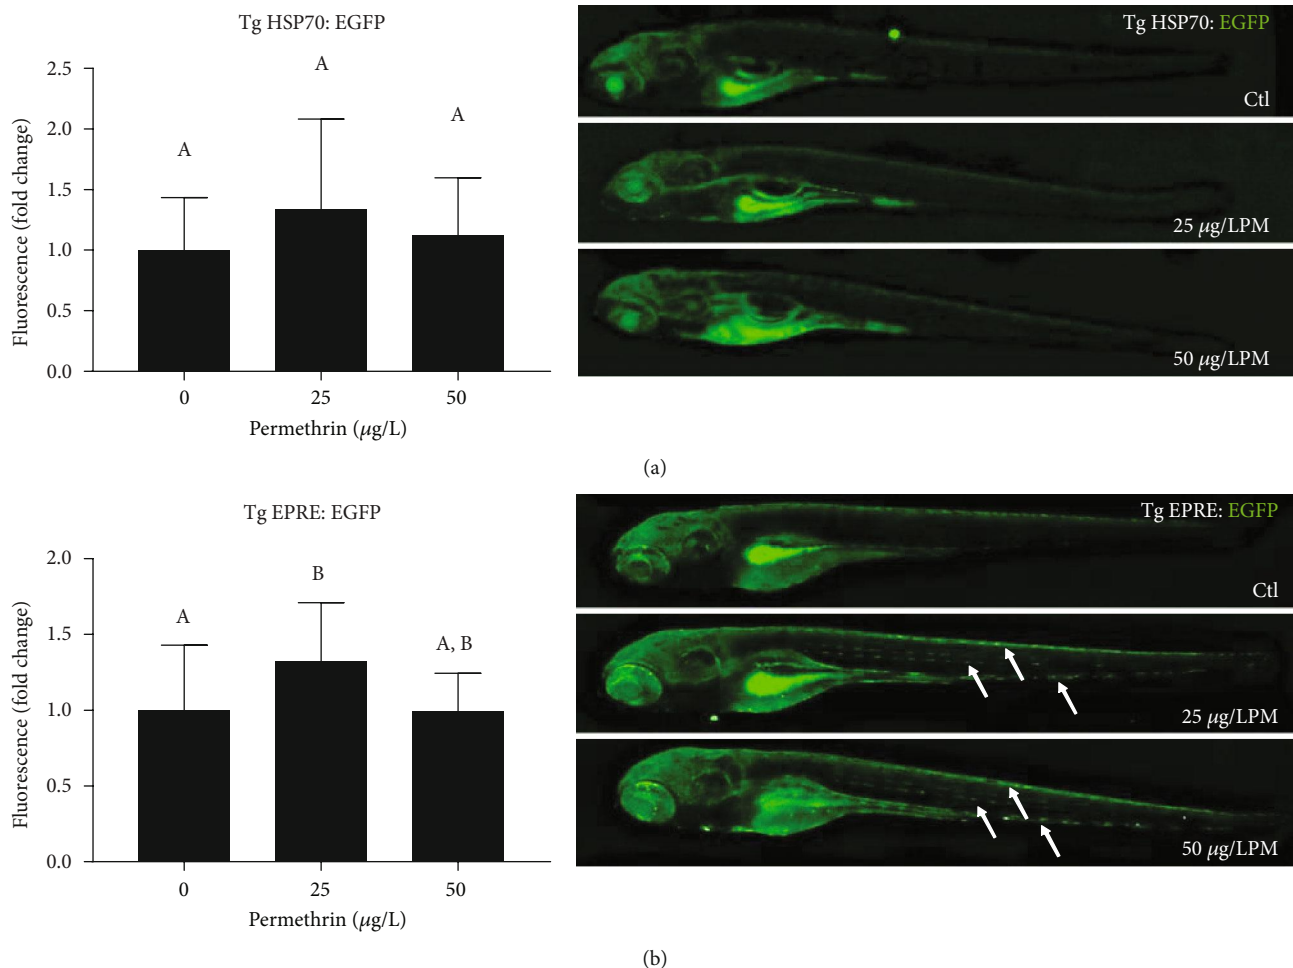 Tg HSP70: EGFP
2.5
2.0
1.5
1.0
0.5
0.0
Fluorescence (fold change)
A
A
A
0 25 50
Permethrin (μg/L)
Tg HSP70: EGFP
Ctl
25 μg/LPM
50 μg/LPM
(a)
Tg EPRE: EGFP
2.0
1.5
1.0
0.5
0.0
Fluorescence (fold change)
A
B
A, B
0 25 50
Permethrin (μg/L)
Tg EPRE: EGFP
Ctl
25 μg/LPM
50 μg/LPM
(b)